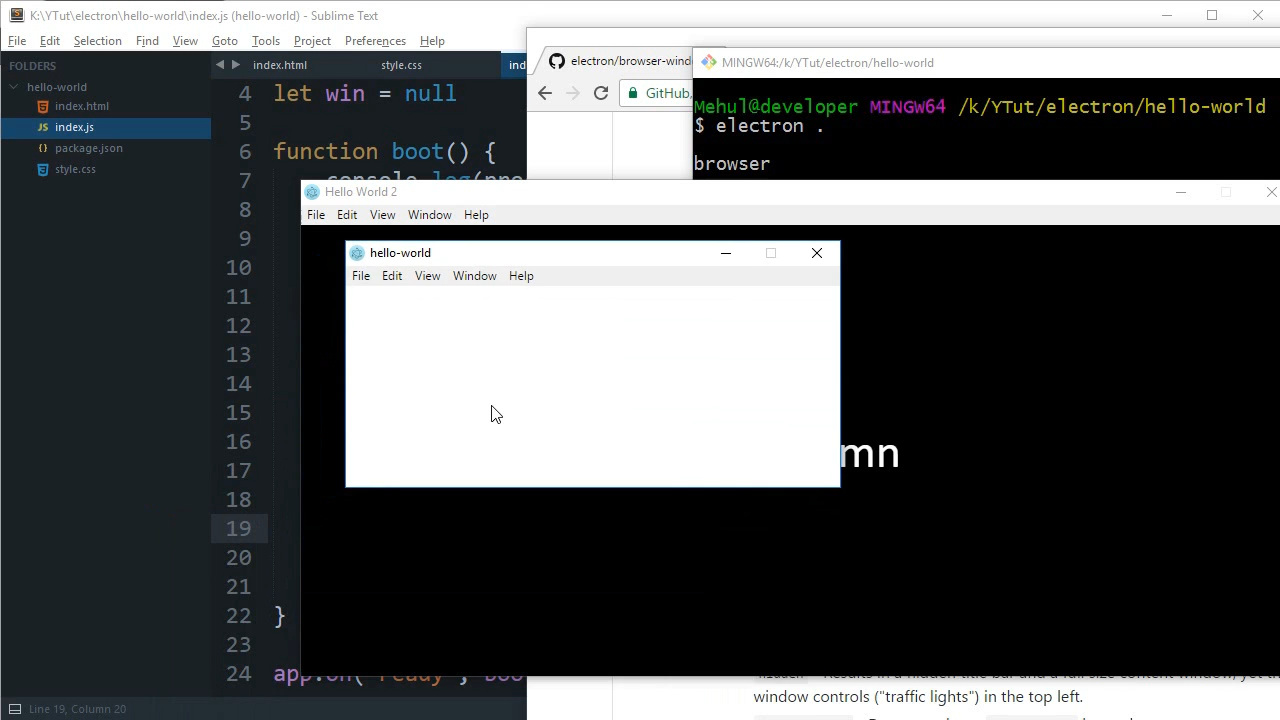 K:\YTut\electron\hello-world\index.js (hello-world) - Sublime Text
File Edit Selection Find View Goto Tools Project Preferences Help
FOLDERS
hello-world
index.html
JS index.js
{} package.json
style.css
index.html style.css
4 let win = null
5
6 function boot() {
7
8
9
10
11
12
13
14
15
16
17
18
19
20
21
22 }
23
24
Line 19, Column 20
electron/browser-wind
GitHub,
MINGW64:/k/YTut/electron/hello-world
Mehul@developer MINGW64 /k/YTut/electron/hello-world
$ electron .
browser
Hello World 2
File Edit View Window Help
hello-world
File Edit View Window Help
mn
window controls ("traffic lights") in the top left.